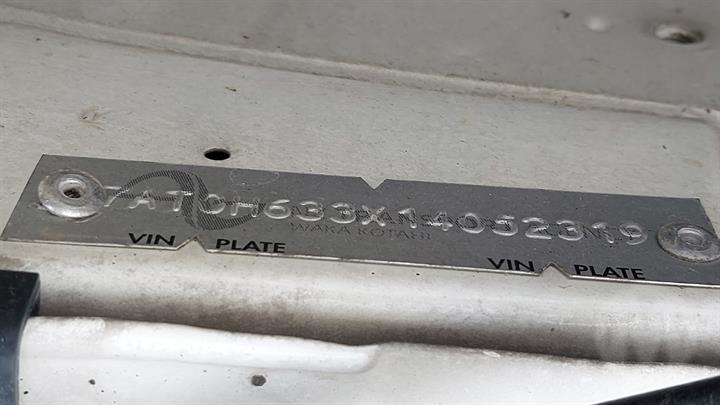 7AT0H633X14052319
WAKA KOTAHI
VIN PLATE
VIN PLATE